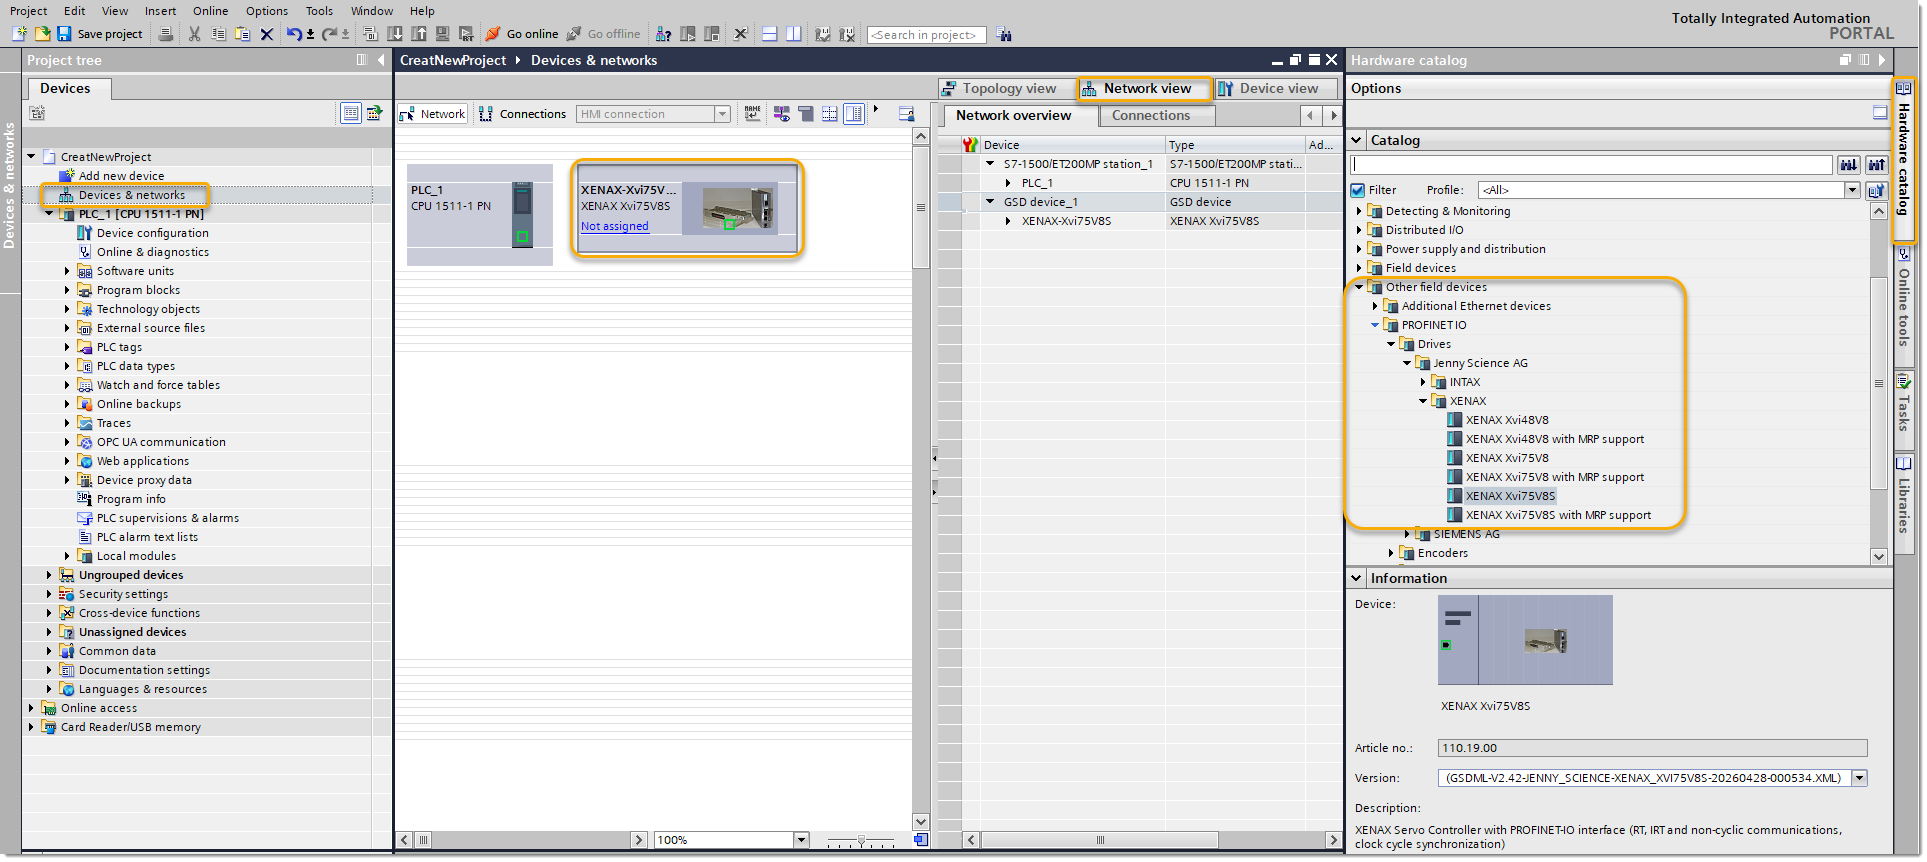 Project Edit View Insert Online Options Tools Window Help
Totally Integrated Automation
PORTAL
Save project Go online Go offline <Search in project>
Project tree
Devices
Devices & networks
CreatNewProject
Add new device
Devices & networks
PLC_1 [CPU 1511-1 PN]
Device configuration
Online & diagnostics
Software units
Program blocks
Technology objects
External source files
PLC tags
PLC data types
Watch and force tables
Online backups
Traces
OPC UA communication
Web applications
Device proxy data
Program info
PLC supervisions & alarms
PLC alarm text lists
Local modules
Ungrouped devices
Security settings
Cross-device functions
Unassigned devices
Common data
Documentation settings
Languages & resources
Online access
Card Reader/USB memory
CreatNewProject Devices & networks
Topology view Network view Device view
Network Connections HMI connection
NAME
PLC_1
CPU 1511-1 PN
XENAX-Xvi75V...
XENAX Xvi75V8S
Not assigned
100%
Network overview Connections
Device Type Ad...
S7-1500/ET200MP station_1 S7-1500/ET200MP stati...
PLC_1 CPU 1511-1 PN
GSD device_1 GSD device
XENAX-Xvi75V8S XENAX Xvi75V8S
Hardware catalog
Options
Catalog
Filter Profile: <All>
Detecting & Monitoring
Distributed I/O
Power supply and distribution
Field devices
Other field devices
Additional Ethernet devices
PROFINET IO
Drives
Jenny Science AG
INTAX
XENAX
XENAX Xvi48V8
XENAX Xvi48V8 with MRP support
XENAX Xvi75V8
XENAX Xvi75V8 with MRP support
XENAX Xvi75V8S
XENAX Xvi75V8S with MRP support
SIEMENS AG
Encoders
Information
Device:
XENAX Xvi75V8S
Article no.: 110.19.00
Version: (GSDML-V2.42-JENNY_SCIENCE-XENAX_XVI75V8S-20260428-000534.XML)
Description:
XENAX Servo Controller with PROFINET-IO interface (RT, IRT and non-cyclic communications,
clock cycle synchronization)
Hardware catalog
Online tools
Tasks
Libraries